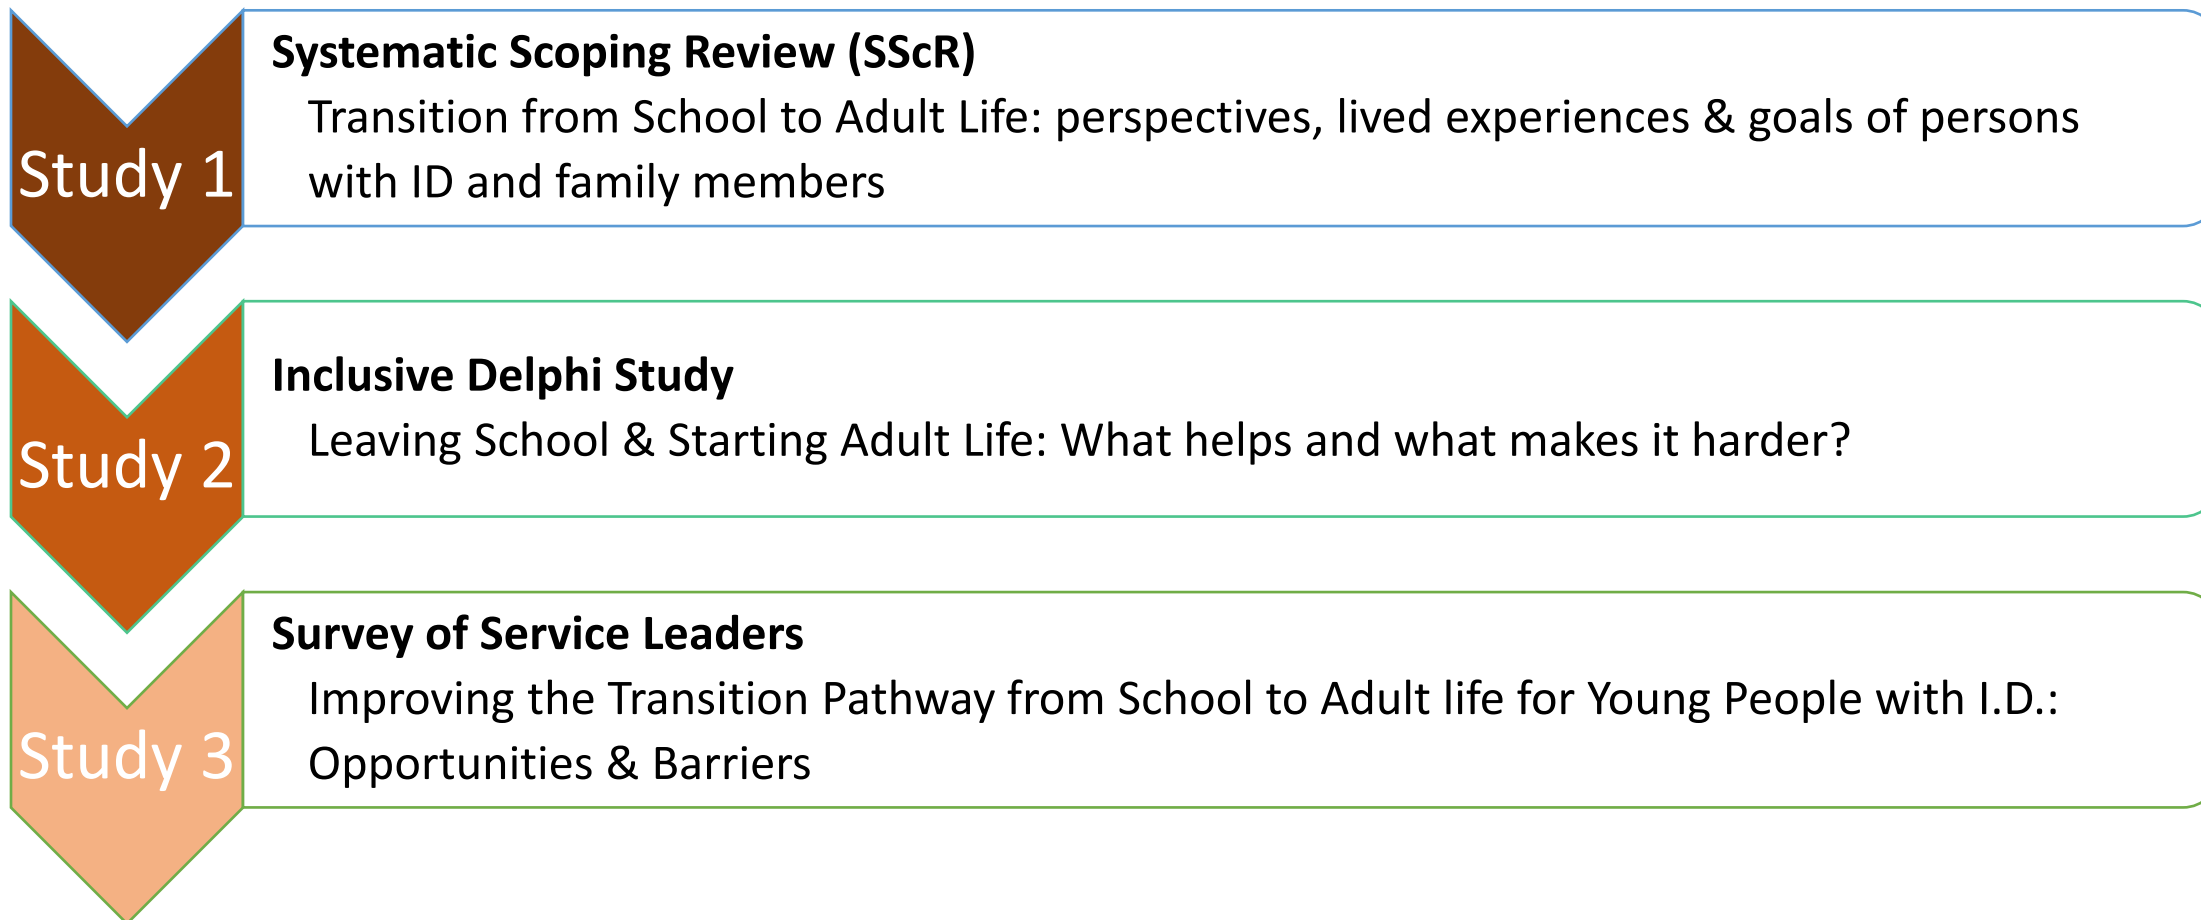 Study 1
Systematic Scoping Review (SScR)
Transition from School to Adult Life: perspectives, lived experiences & goals of persons
with ID and family members
Study 2
Inclusive Delphi Study
Leaving School & Starting Adult Life: What helps and what makes it harder?
Study 3
Survey of Service Leaders
Improving the Transition Pathway from School to Adult life for Young People with I.D.:
Opportunities & Barriers